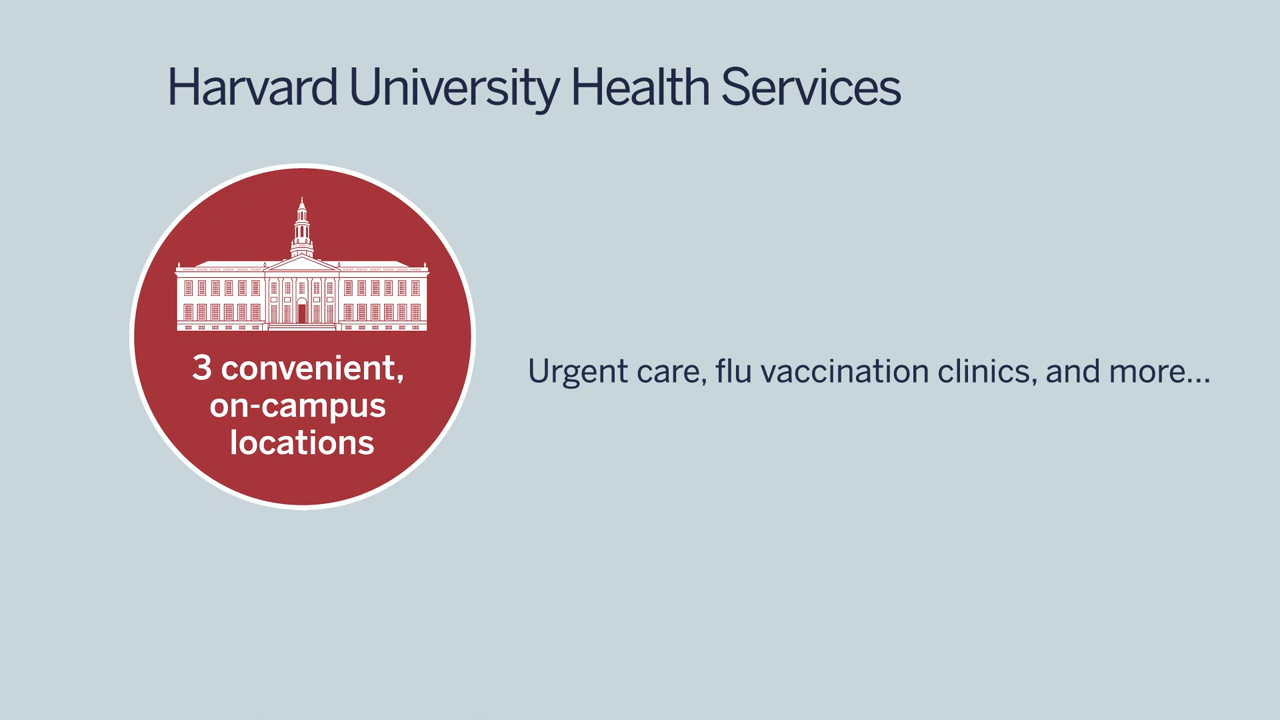 Harvard University Health Services
3 convenient,
on-campus
locations
Urgent care, flu vaccination clinics, and more...